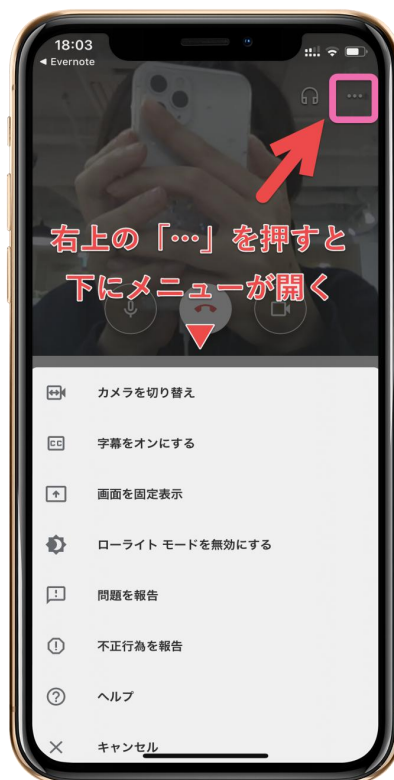 18:03
◀ Evernote
右上の「…」を押すと
下にメニューが開く
カメラを切り替え
CC
字幕をオンにする
画面を固定表示
ローライト モードを無効にする
問題を報告
不正行為を報告
ヘルプ
キャンセル